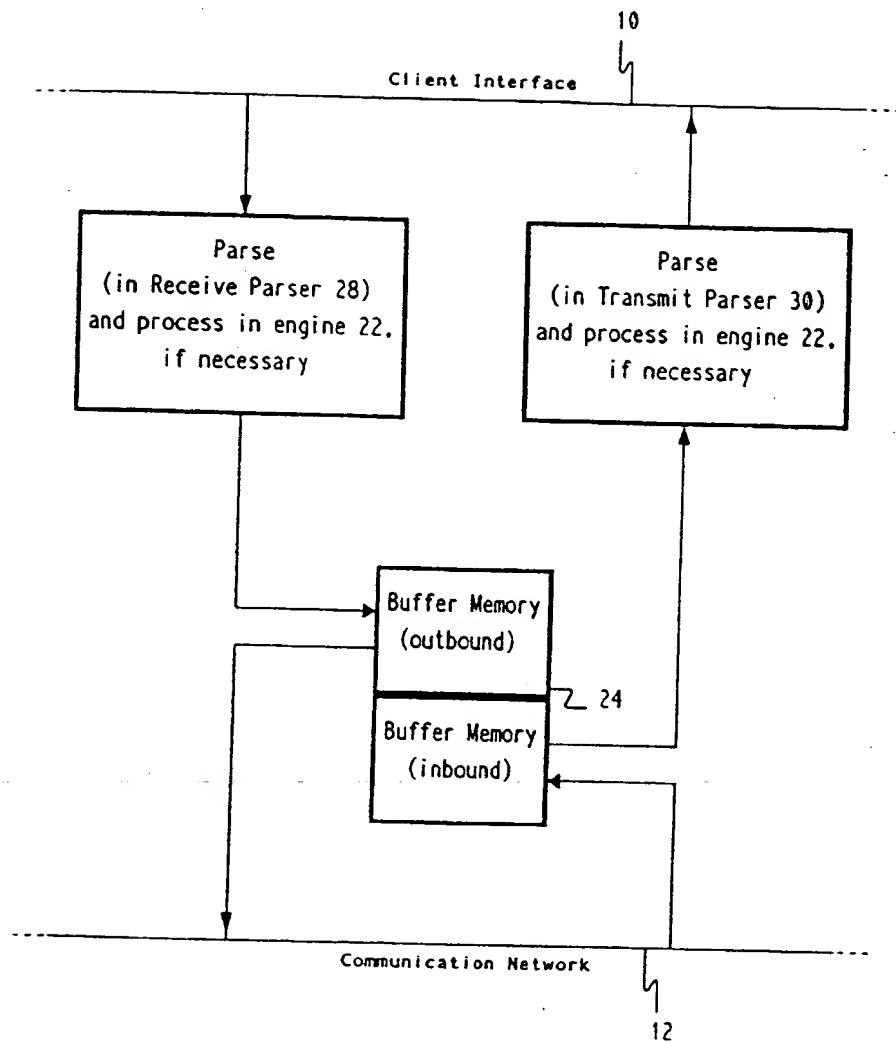 10
Client Interface
Parse
(in Receive Parser 28)
and process in engine 22,
if necessary
Parse
(in Transmit Parser 30)
and process in engine 22,
if necessary
Buffer Memory
(outbound)
24
Buffer Memory
(inbound)
Communication Network
12